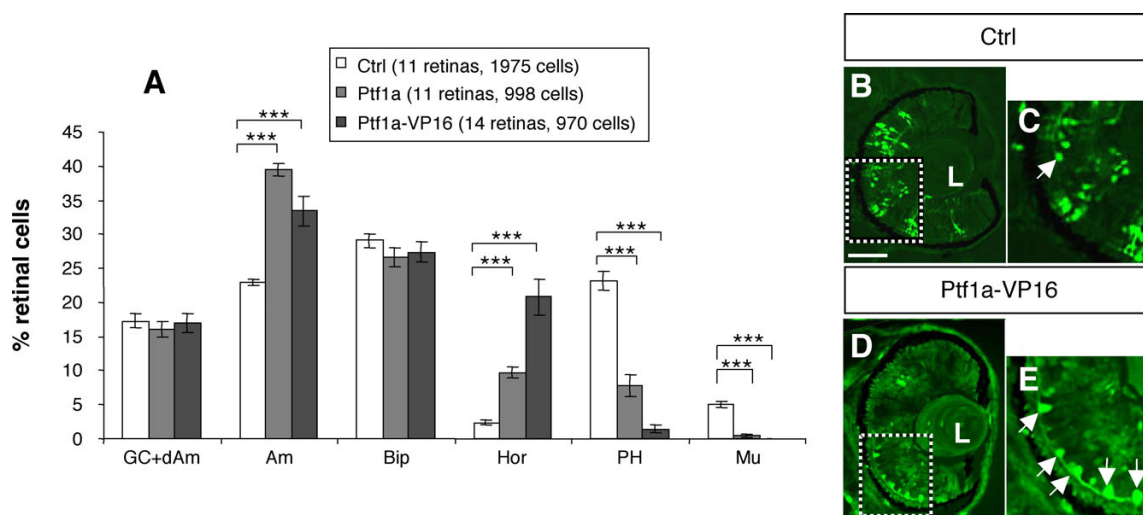 A
Ctrl (11 retinas, 1975 cells)
Ptf1a (11 retinas, 998 cells)
Ptf1a-VP16 (14 retinas, 970 cells)
% retinal cells
45
40
35
30
25
20
15
10
5
0
***
***
***
***
***
***
***
***
GC+dAm Am Bip Hor PH Mu
Ctrl
B
L
C
Ptf1a-VP16
D
L
E